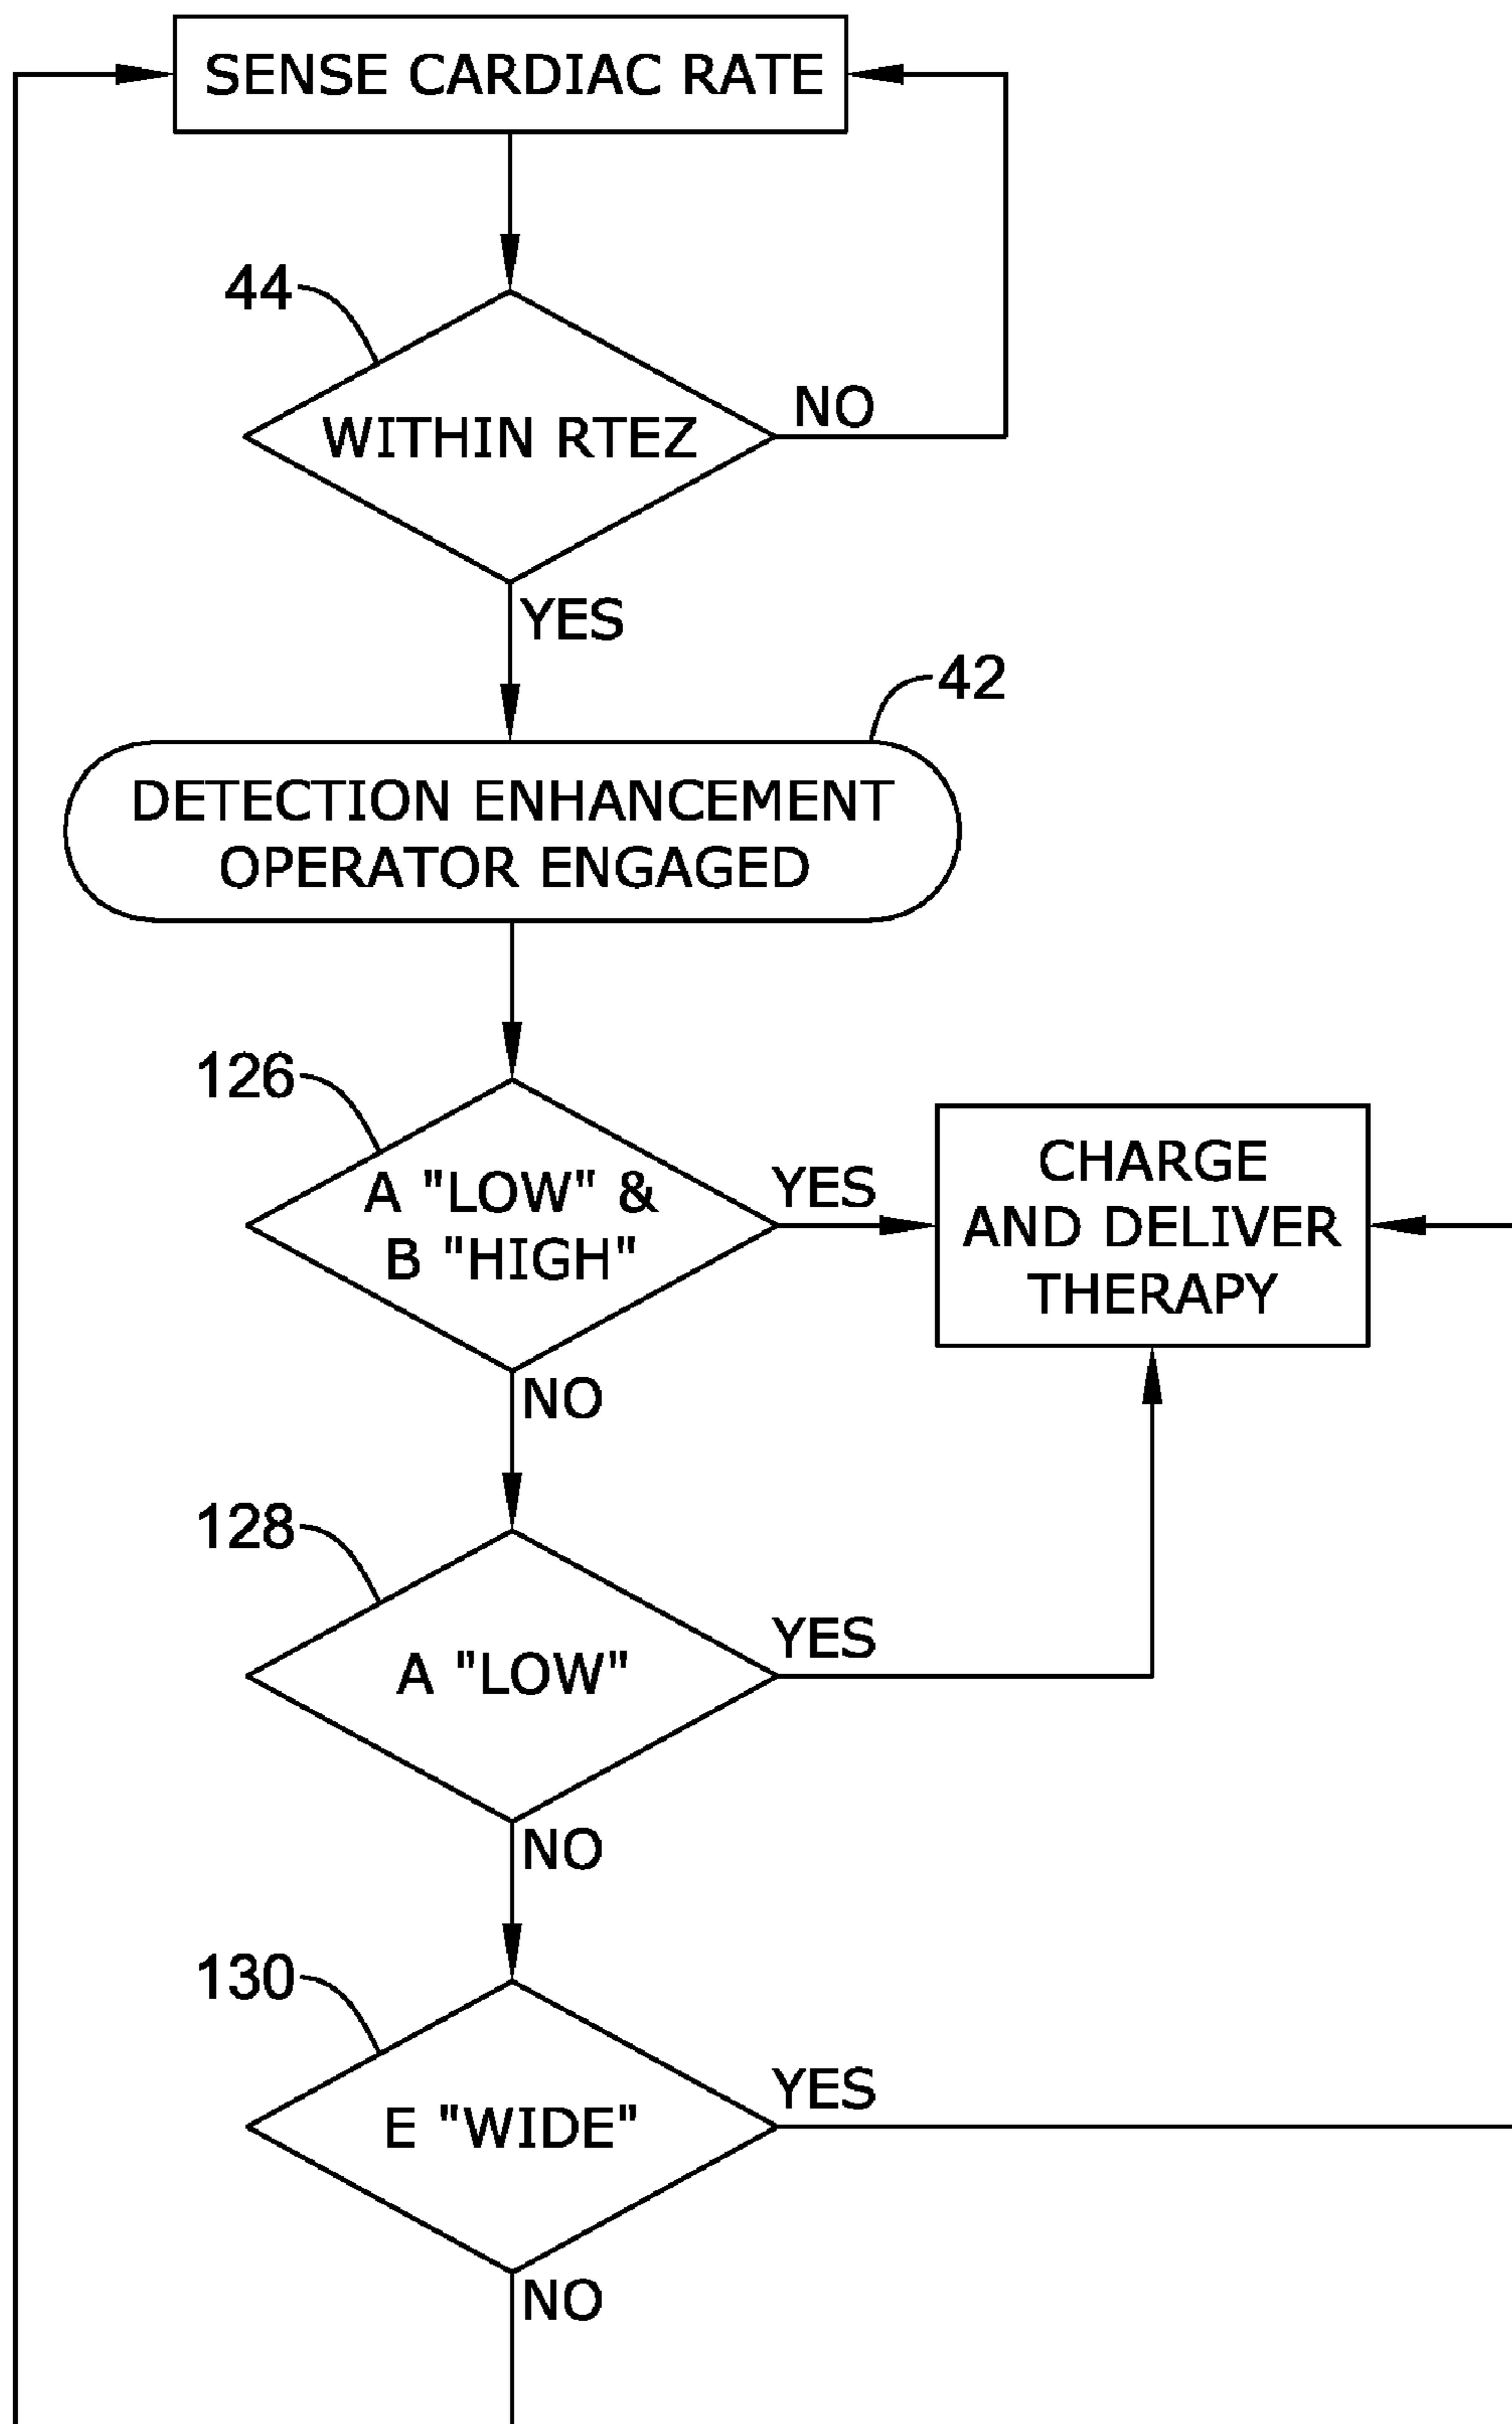 SENSE CARDIAC RATE
44
WITHIN RTEZ
NO
YES
42
DETECTION ENHANCEMENT
OPERATOR ENGAGED
126
A "LOW" &
B "HIGH"
YES
CHARGE
AND DELIVER
THERAPY
NO
128
A "LOW"
YES
NO
130
E "WIDE"
YES
NO